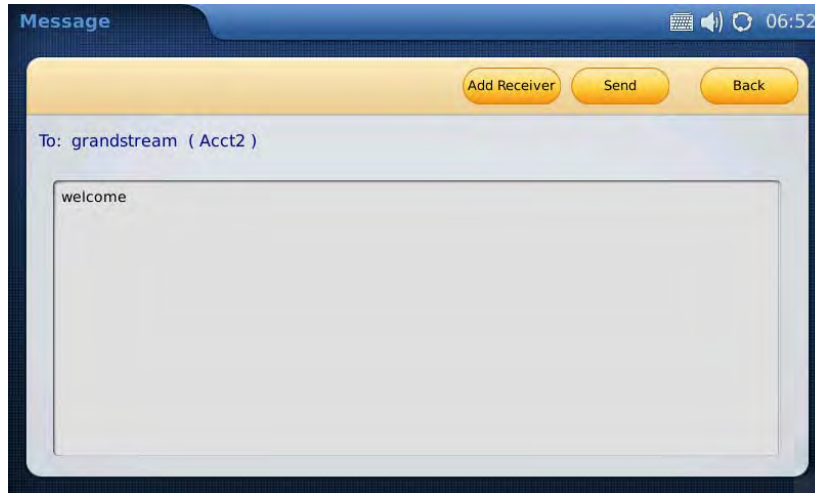 Message 06:52
Add Receiver Send Back
To: grandstream ( Acct2 )
welcome